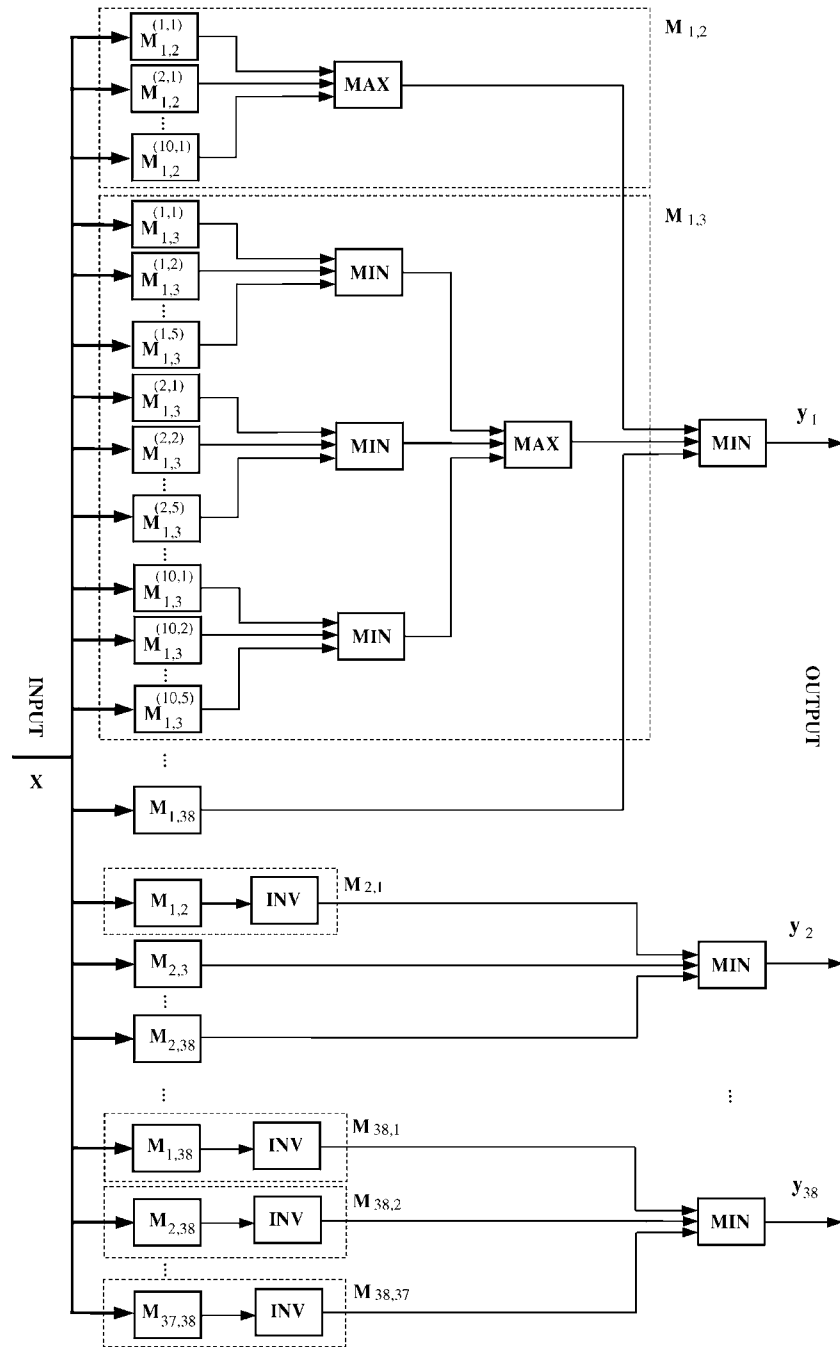 M 1,2
M 1,2 (1,1)
M 1,2 (2,1)
⋮
M 1,2 (10,1)
MAX
M 1,3
M 1,3 (1,1)
M 1,3 (1,2)
⋮
M 1,3 (1,5)
MIN
M 1,3 (2,1)
M 1,3 (2,2)
⋮
M 1,3 (2,5)
MIN
MAX
MIN
y 1
⋮
M 1,3 (10,1)
M 1,3 (10,2)
⋮
M 1,3 (10,5)
MIN
INPUT
X
OUTPUT
⋮
M 1,38
M 2,1
M 1,2
INV
M 2,3
⋮
M 2,38
MIN
y 2
⋮
⋮
M 38,1
M 1,38
INV
M 38,2
M 2,38
INV
⋮
M 38,37
M 37,38
INV
MIN
y 38